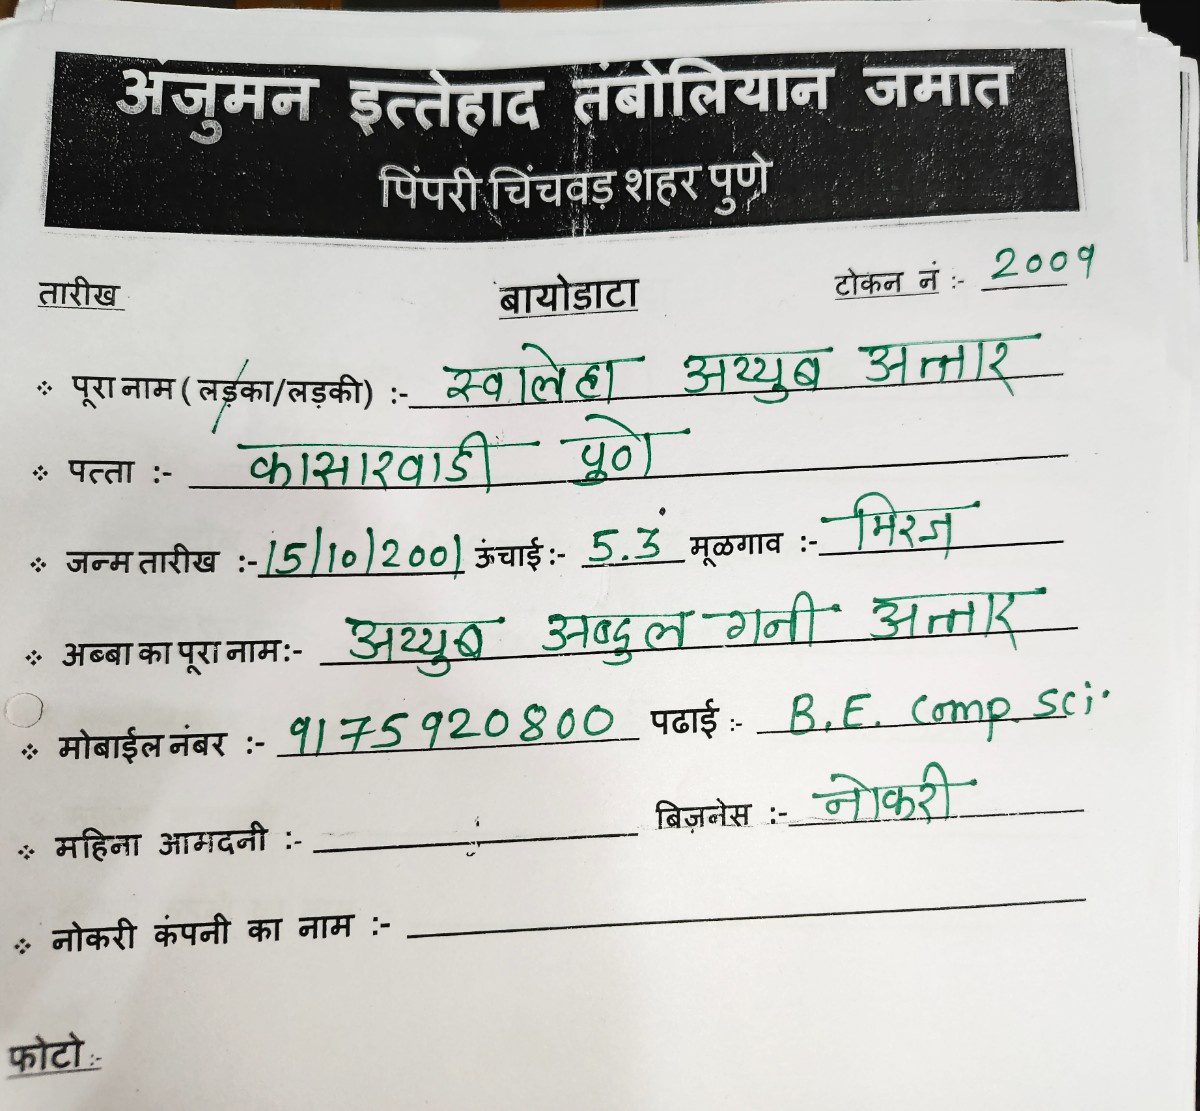 अंजुमन इत्तेहाद तंबोलियान जमात
पिंपरी चिंचवड़ शहर पुणे
तारीख बायोडाटा टोकन नं :- 2009
पूरा नाम ( लड़का/लड़की) :- स्वालेहा अय्युब अत्तार
पत्ता :- कासारवाडी पूणे
जन्म तारीख :- 15/10/2001 ऊंचाई:- 5.3 मूळगाव :- मिरज
अब्बा का पूरा नाम:- अय्युब अब्दुल गनी अत्तार
मोबाईल नंबर :- 9175920800 पढाई :- B.E. Comp. Sci.
महिना आमदनी :- बिज़नेस :- नोकरी
नोकरी कंपनी का नाम :-
फोटो:-